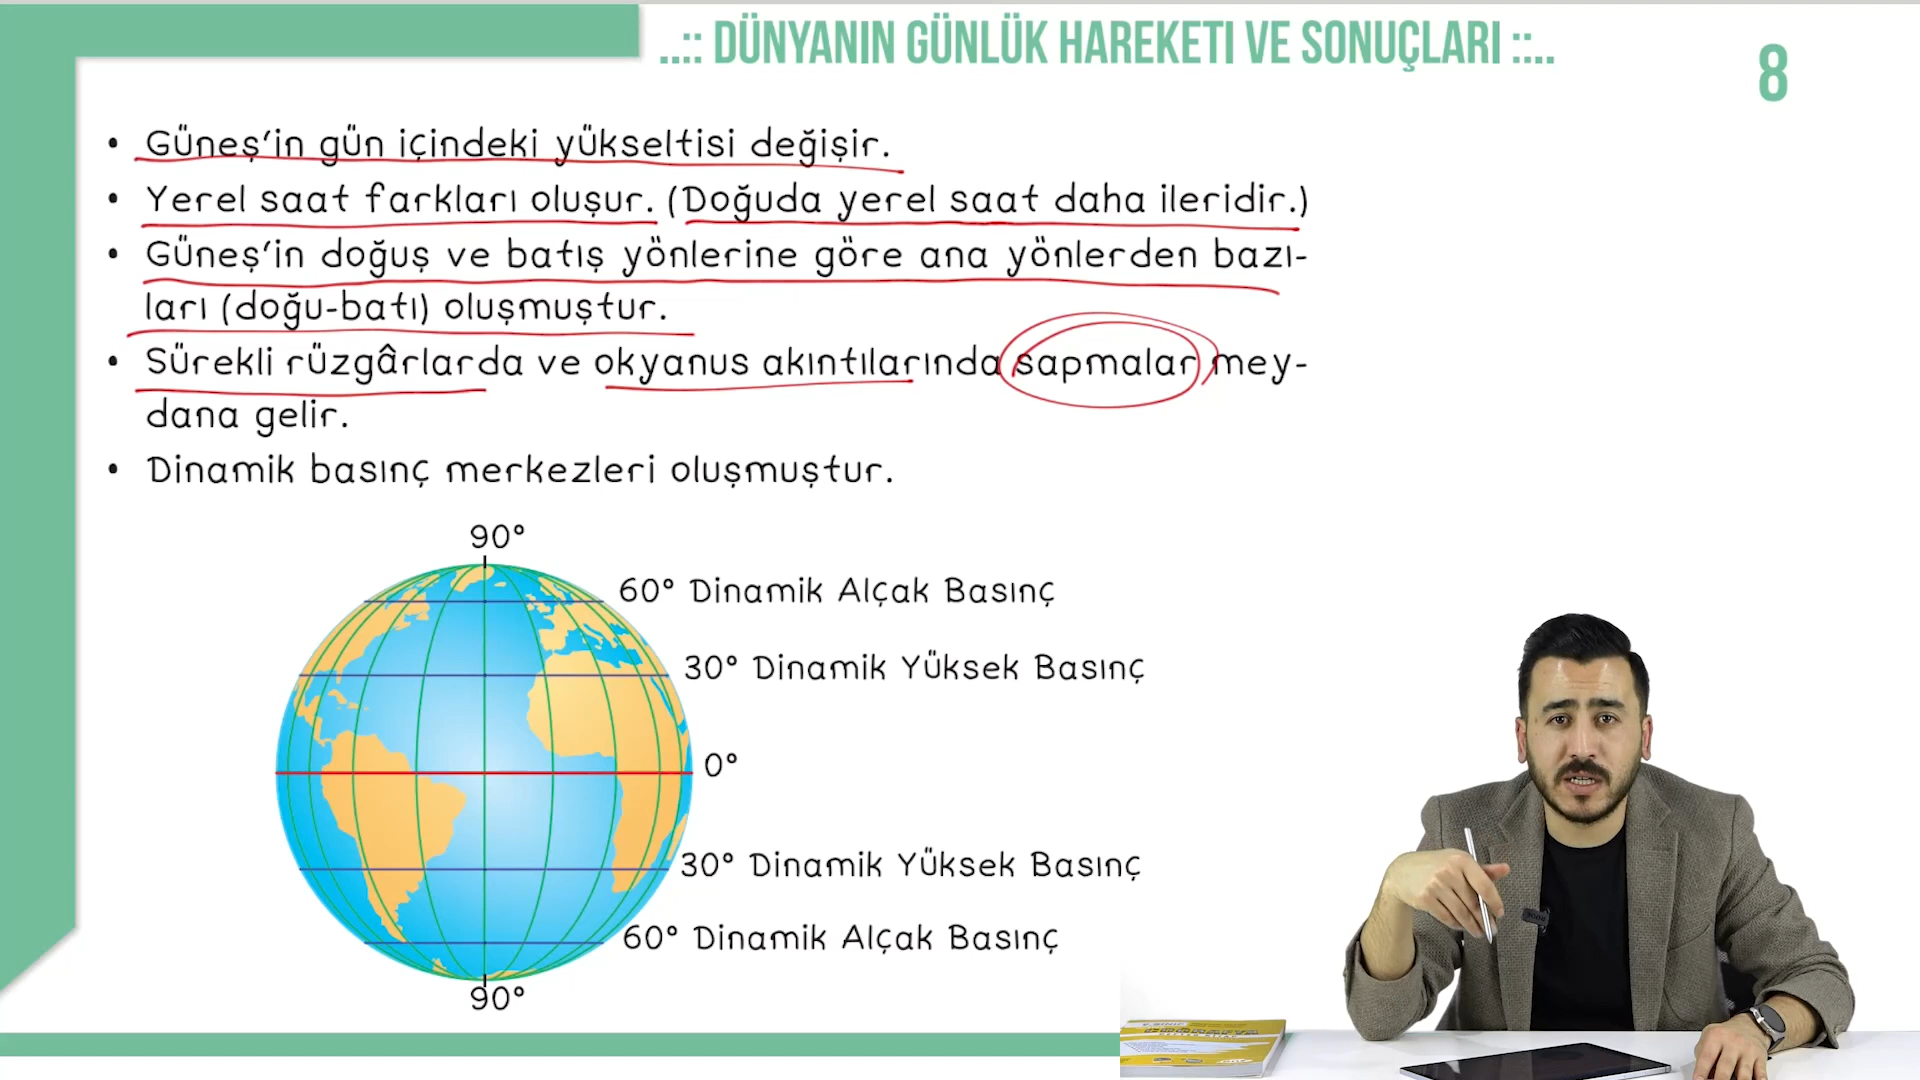 ..:: DÜNYANIN GÜNLÜK HAREKETI VE SONUÇLARI ::..
8
• Güneş'in gün içindeki yükseltisi değişir.
• Yerel saat farkları oluşur. (Doğuda yerel saat daha ileridir.)
• Güneş'in doğuş ve batış yönlerine göre ana yönlerden bazı-
ları (doğu-batı) oluşmuştur.
• Sürekli rüzgârlarda ve okyanus akıntılarında sapmalar mey-
dana gelir.
• Dinamik basınç merkezleri oluşmuştur.
90°
60° Dinamik Alçak Basınç
30° Dinamik Yüksek Basınç
0°
30° Dinamik Yüksek Basınç
60° Dinamik Alçak Basınç
90°